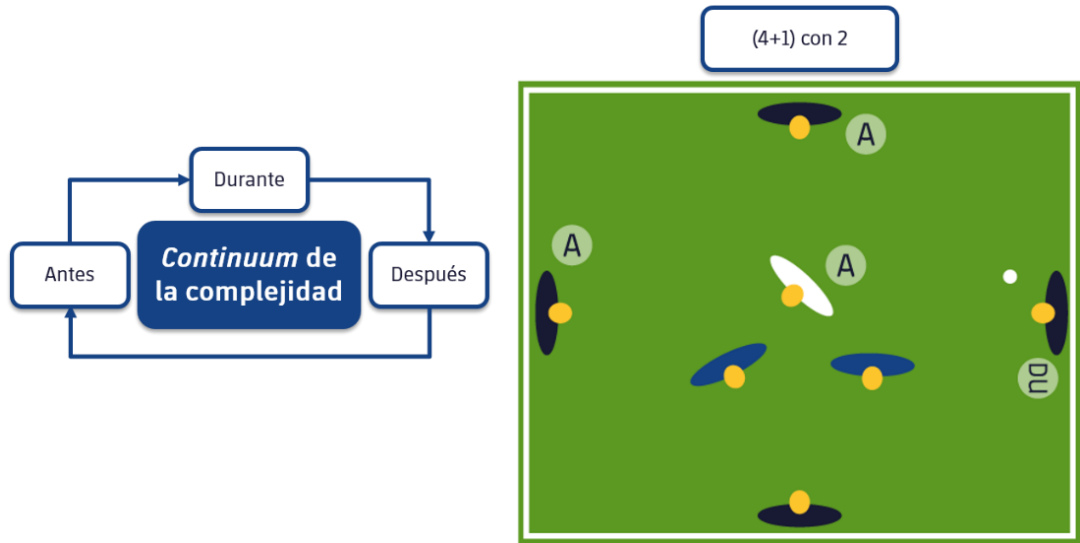 (4+1) con 2
Durante
Antes
Continuum de
la complejidad
Después
A
A
A
DU